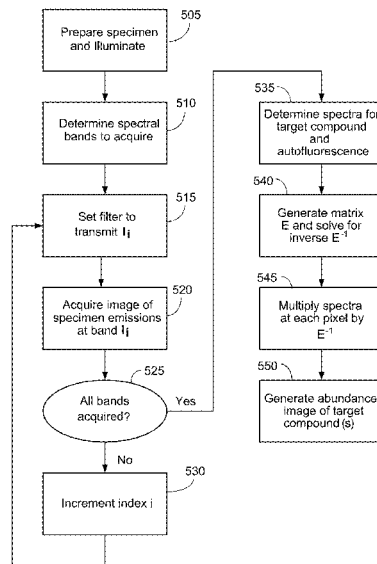 505
Prepare specimen
and Illuminate
510
Determine spectral
bands to acquire
515
Set filter to
transmit Ii
520
Acquire image of
specimen emissions
at band Ii
525
All bands
acquired?
Yes
No
530
Increment index i
535
Determine spectra for
target compound
and
autofluorescence
540
Generate matrix
E and solve for
inverse E-1
545
Multiply spectra
at each pixel by
E-1
550
Generate abundance
image of target
compound (s)